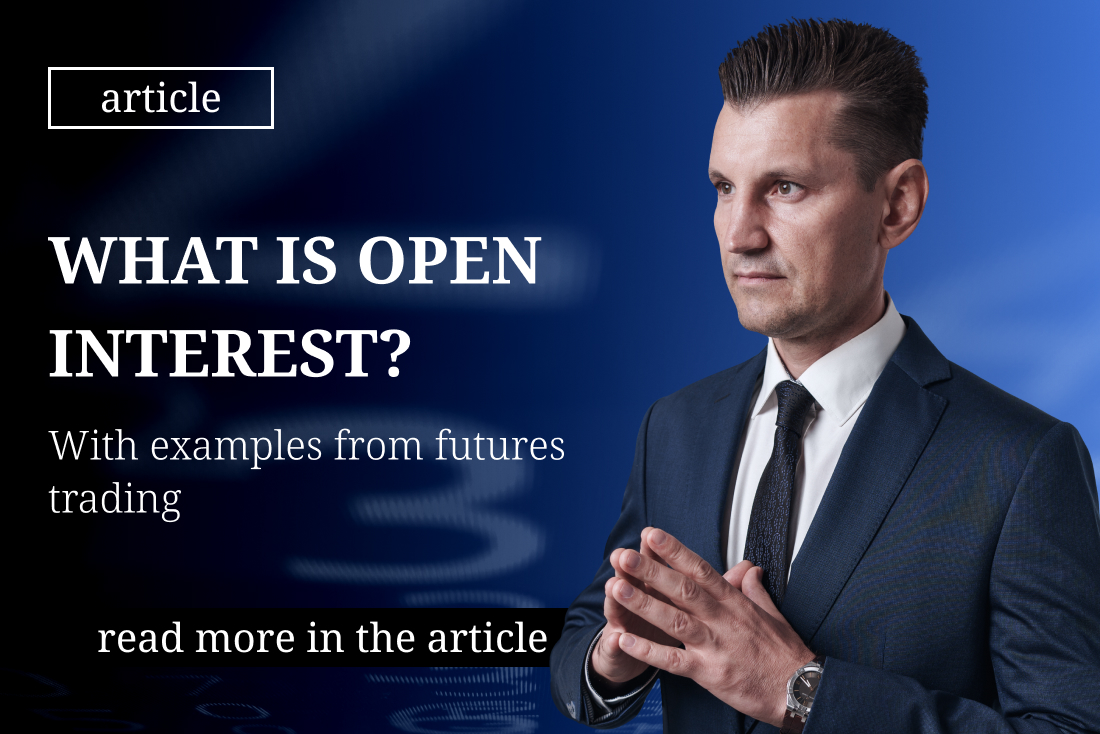 article
WHAT IS OPEN
INTEREST?
With examples from futures
trading
read more in the article